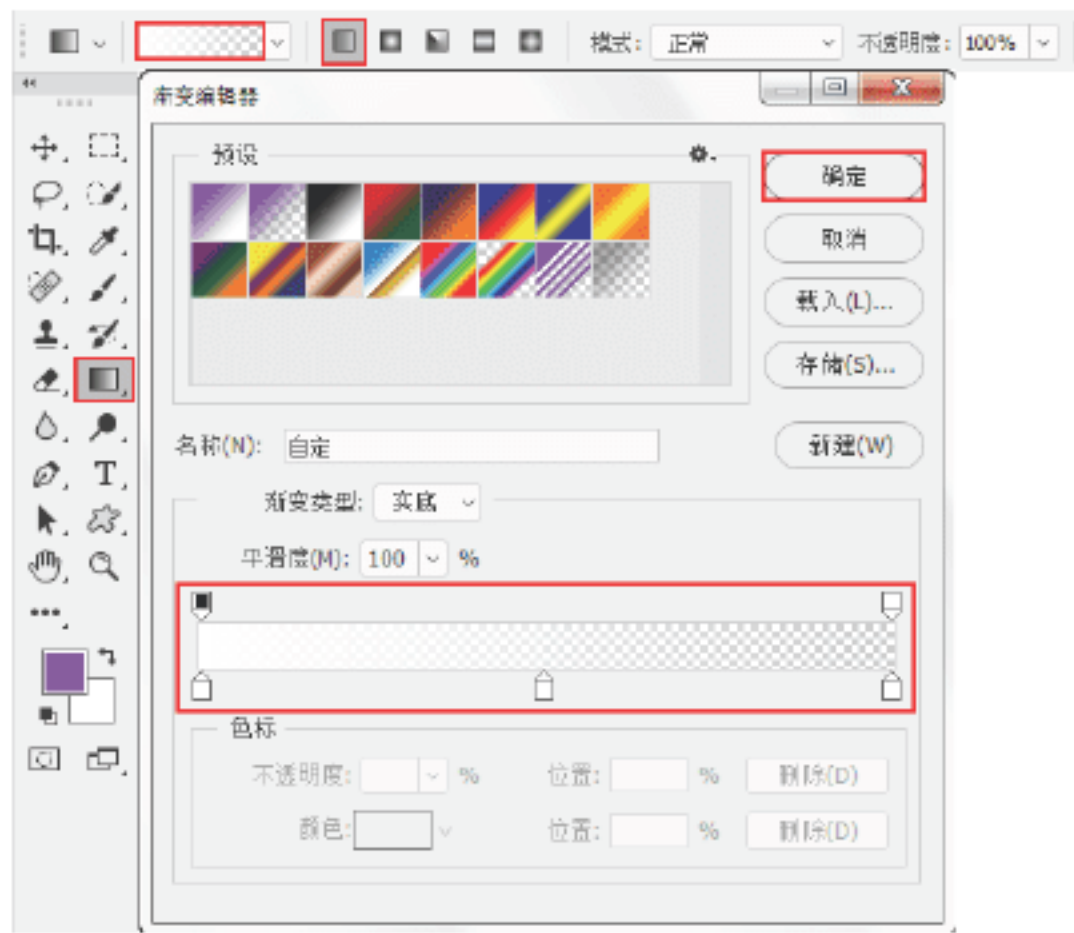 模式: 正常 不透明度: 100%
渐变编辑器
预设
确定
取消
载入(L)...
存储(S)...
名称(N): 自定
新建(W)
渐变类型: 实底
平滑度(M): 100 %
色标
不透明度: % 位置: % 删除(D)
颜色: 位置: % 删除(D)